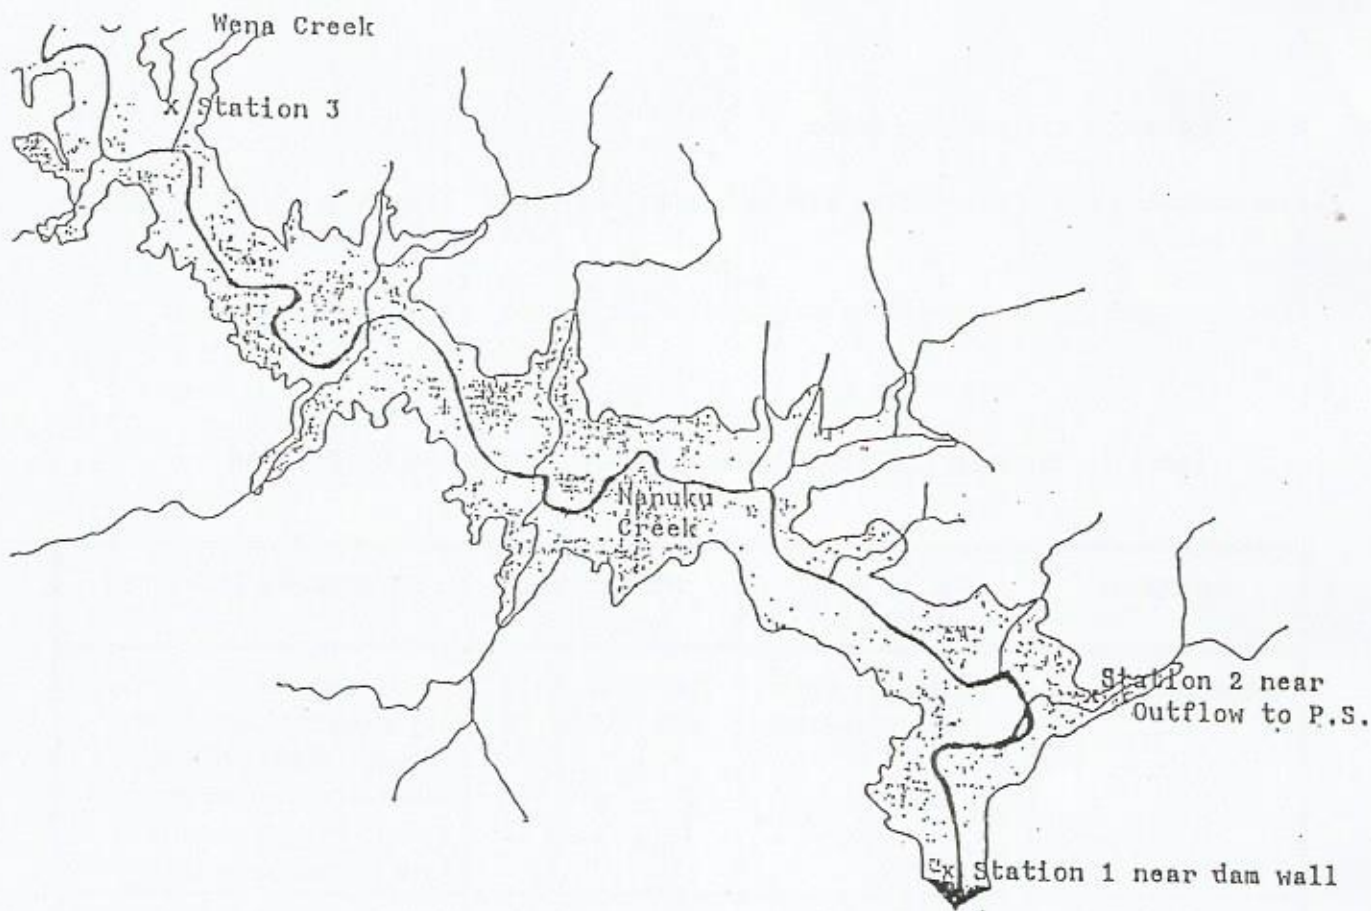 Wena Creek
x Station 3
Nanuku
Creek
x Station 2 near
Outflow to P.S.
x Station 1 near dam wall